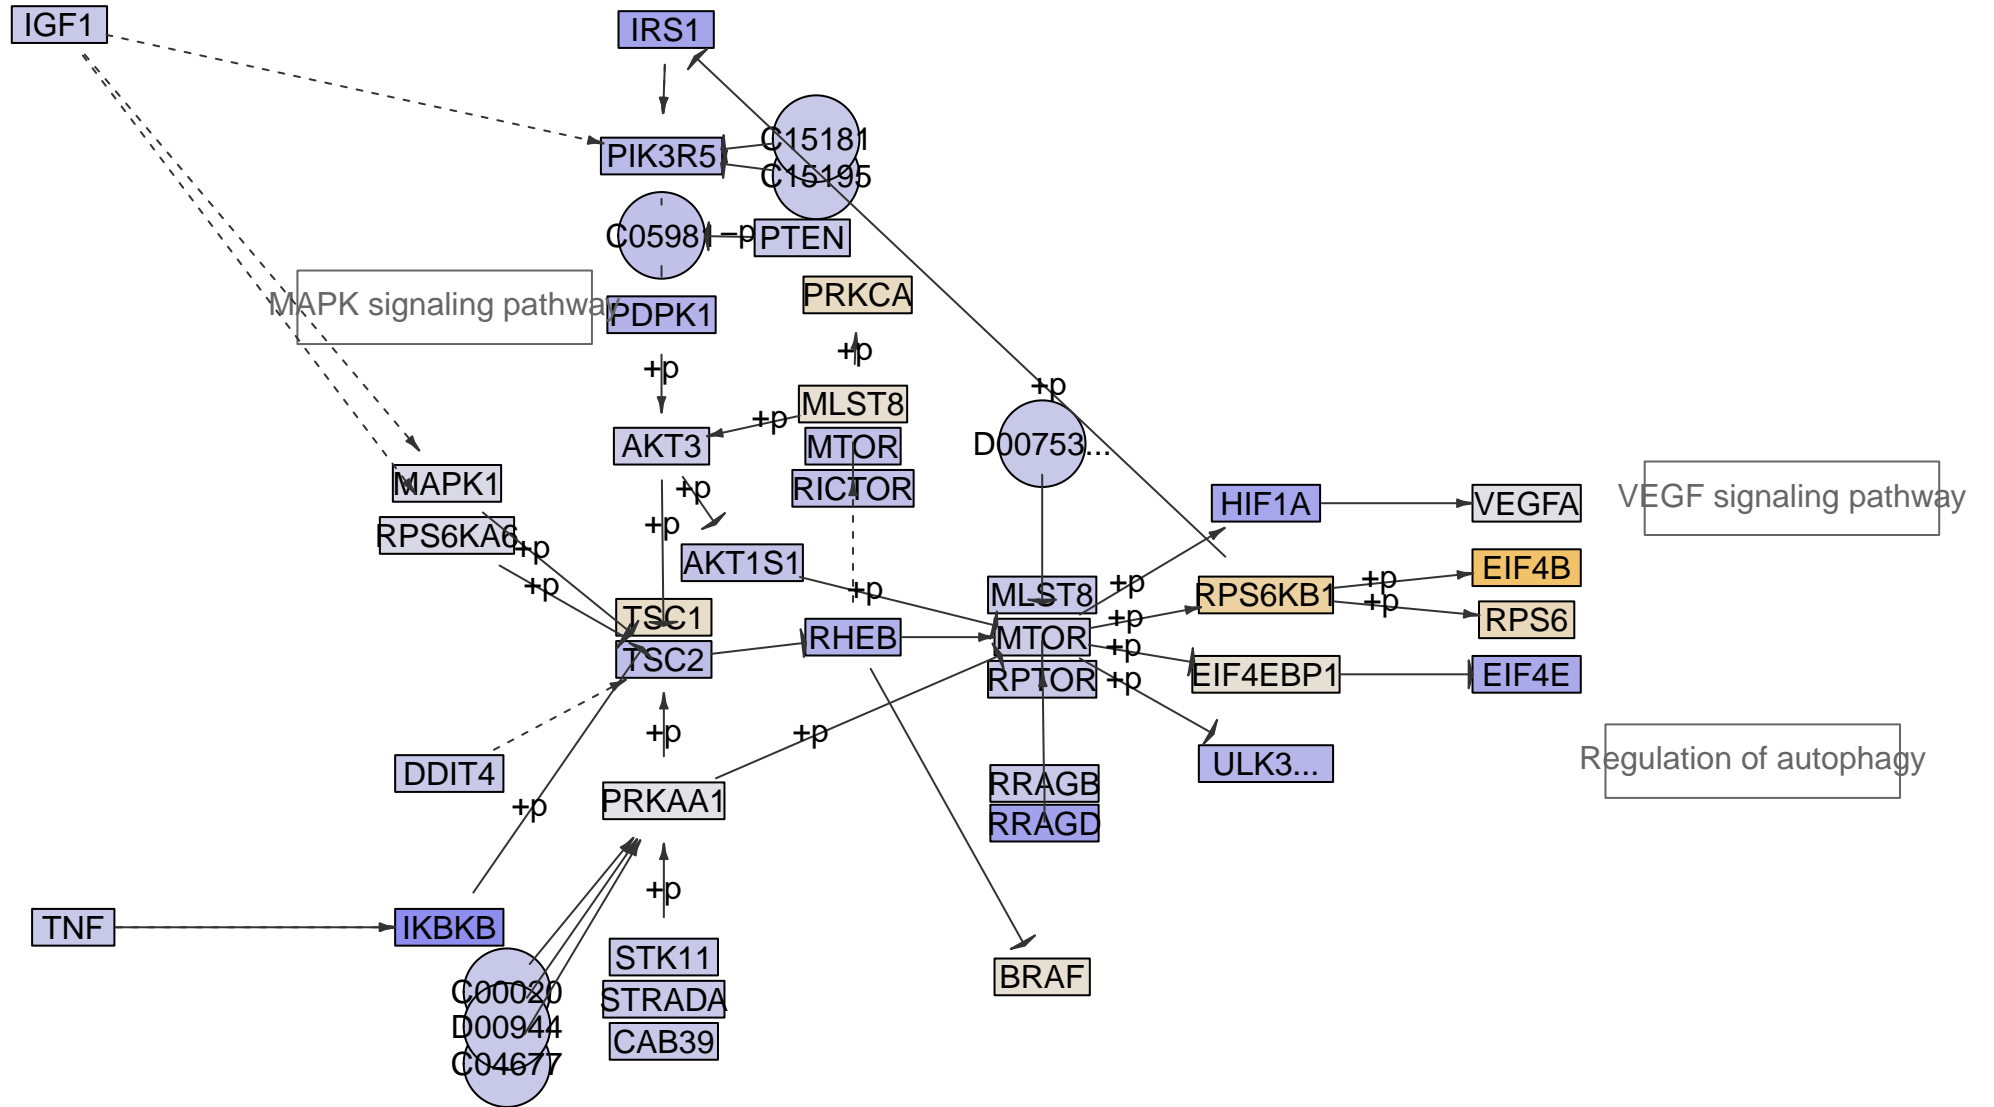 IGF1
IRS1
C15181
PIK3R5
C15195
C0598
−p
PTEN
PRKCA
MAPK signaling pathway
PDPK1
+p
+p
+p
MLST8
+p
AKT3
MTOR
D00753...
MAPK1
RICTOR
+p
HIF1A
VEGFA
VEGF signaling pathway
+p
RPS6KA6
+p
AKT1S1
EIF4B
+p
+p
+p
+p
MLST8
RPS6KB1
+p
TSC1
+p
RPS6
RHEB
MTOR
+p
TSC2
RPTOR
+p
EIF4EBP1
EIF4E
+p
+p
DDIT4
ULK3...
Regulation of autophagy
RRAGB
PRKAA1
+p
RRAGD
+p
TNF
IKBKB
STK11
BRAF
C00020
STRADA
D00944
CAB39
C04677